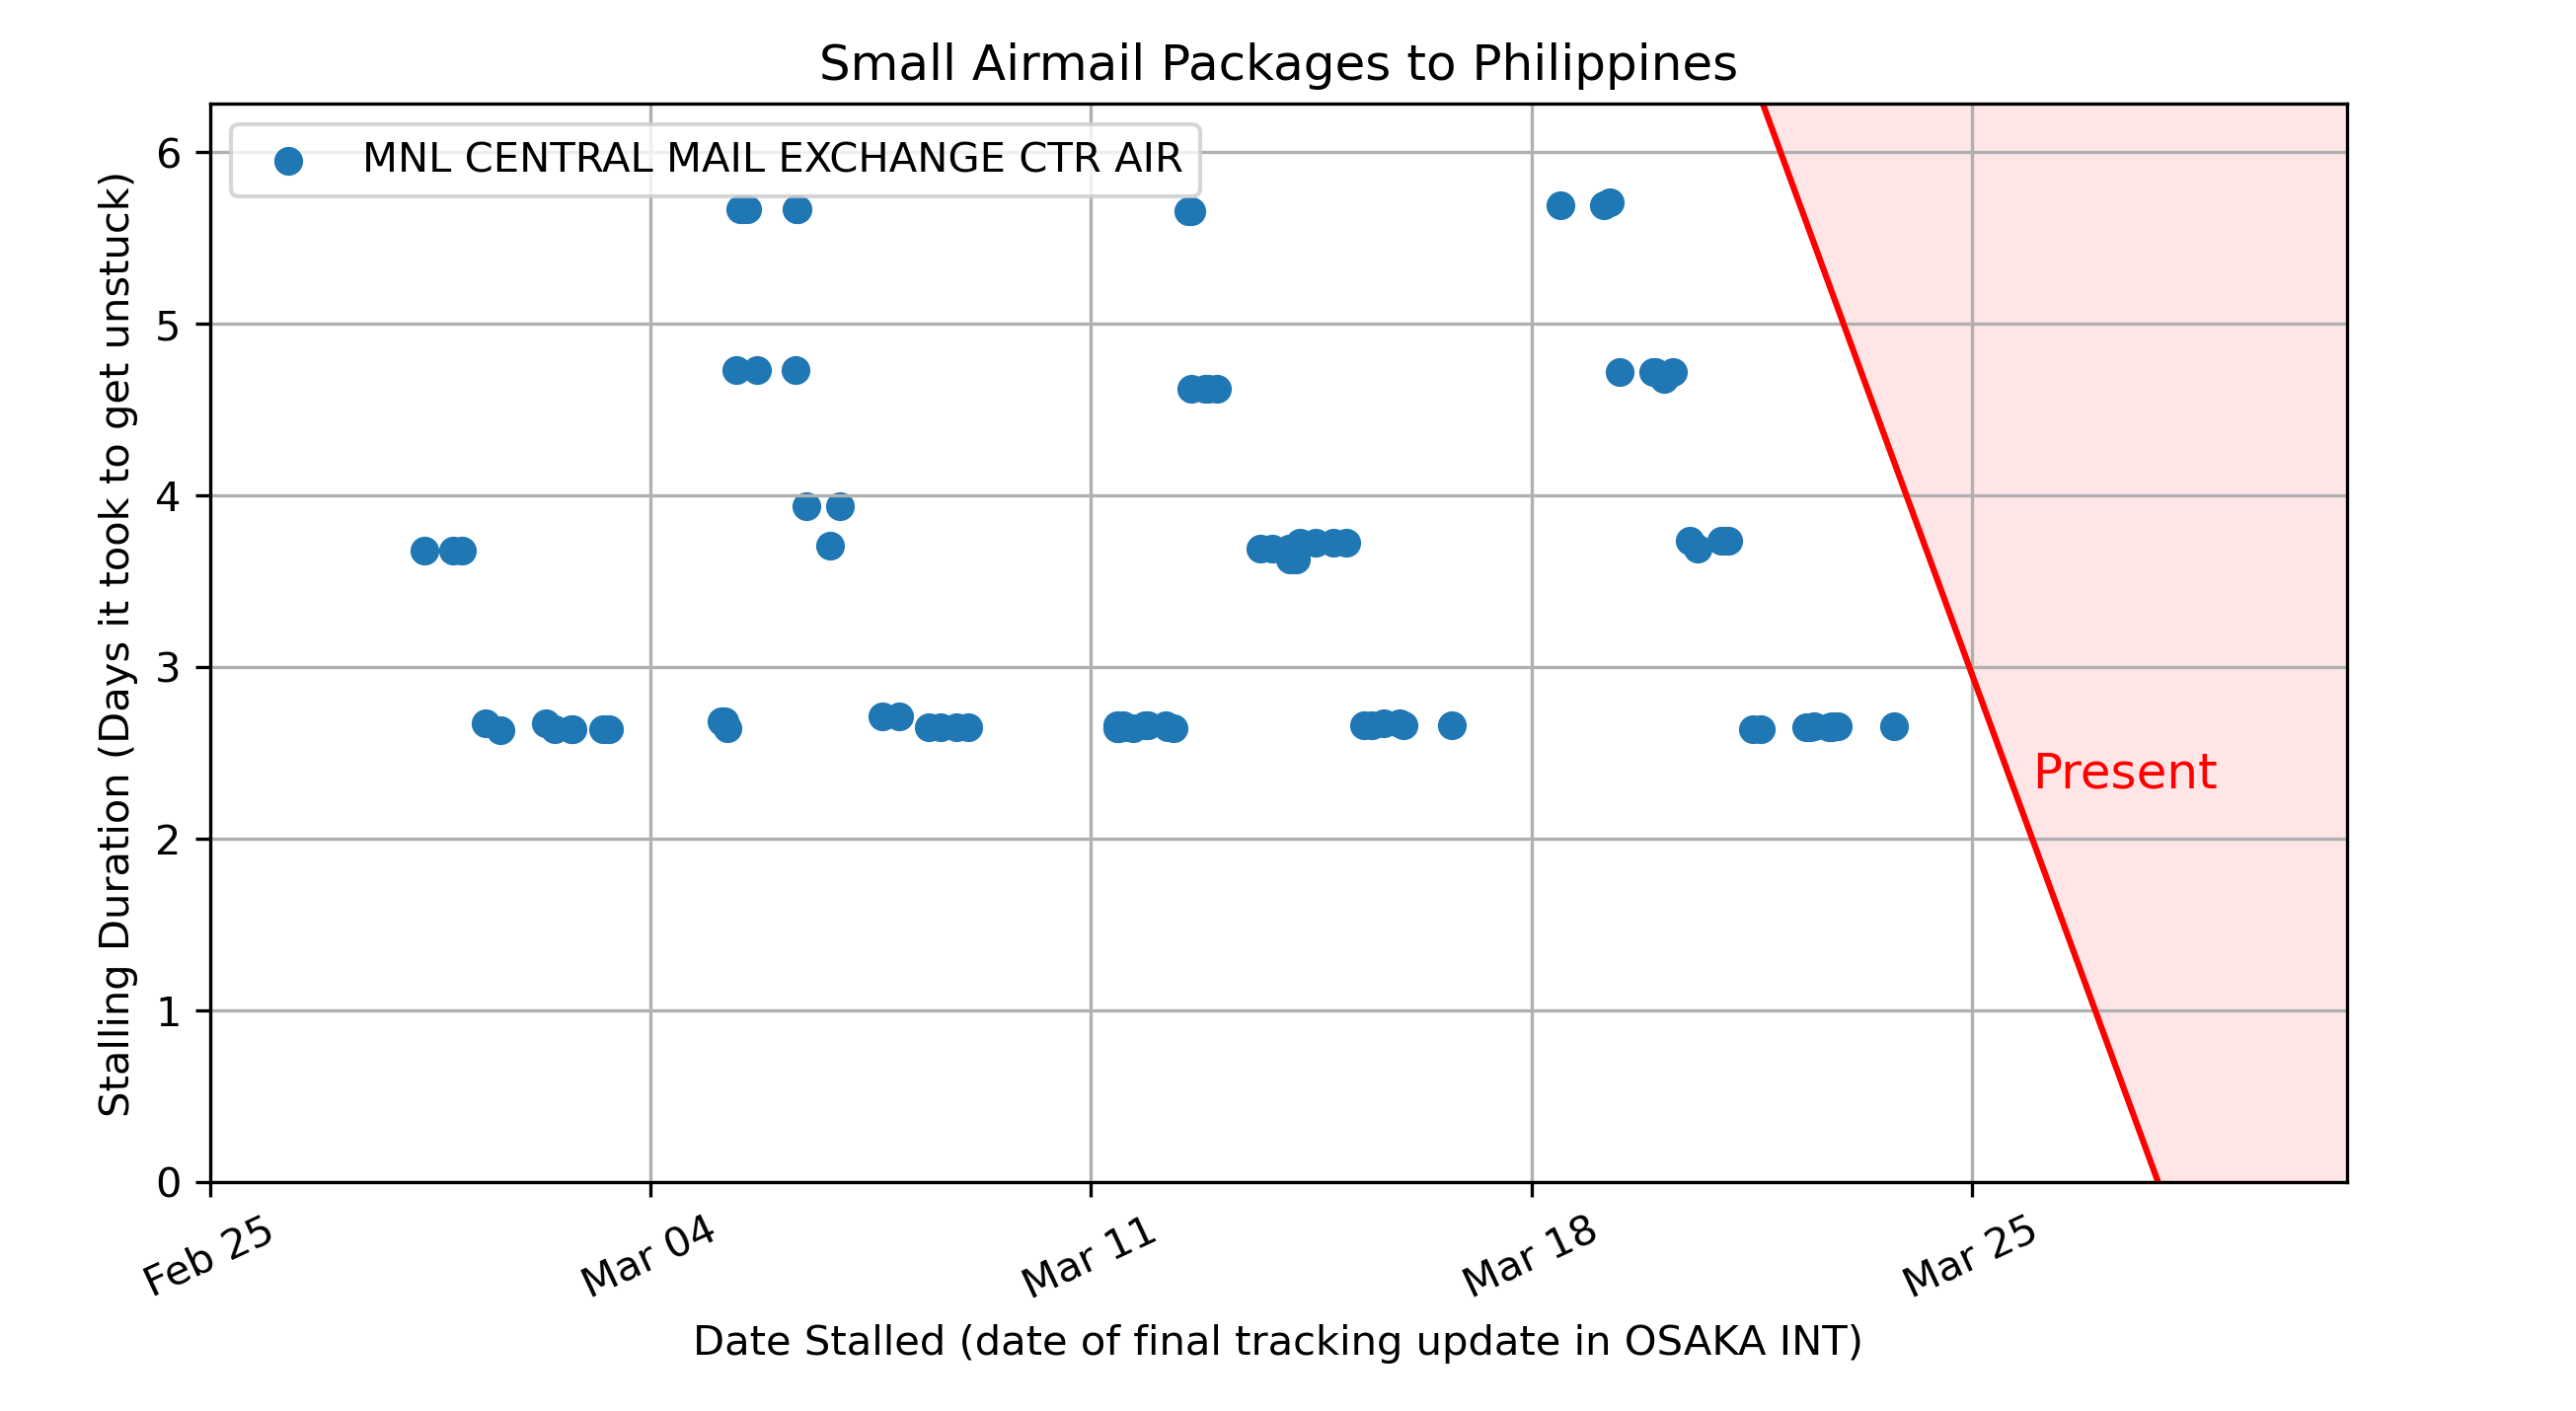 Small Airmail Packages to Philippines
MNL CENTRAL MAIL EXCHANGE CTR AIR
Stalling Duration (Days it took to get unstuck)
6
5
4
3
2
1
0
Present
Feb 25
Mar 04
Mar 11
Mar 18
Mar 25
Date Stalled (date of final tracking update in OSAKA INT)